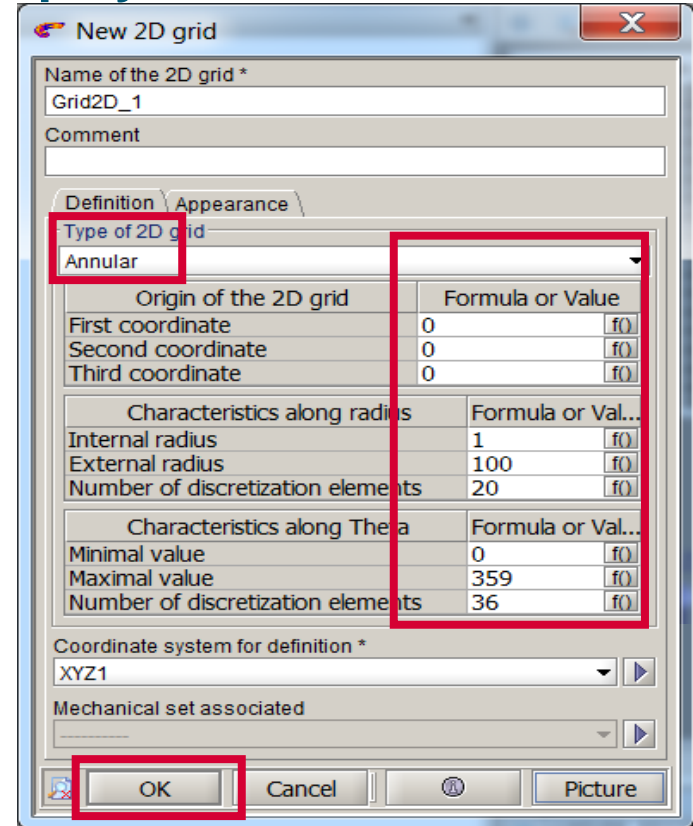 New 2D grid
Name of the 2D grid *
Grid2D_1
Comment
Definition Appearance
Type of 2D grid
Annular
Origin of the 2D grid Formula or Value
First coordinate 0 f()
Second coordinate 0 f()
Third coordinate 0 f()
Characteristics along radius Formula or Val...
Internal radius 1 f()
External radius 100 f()
Number of discretization elements 20 f()
Characteristics along Theta Formula or Val...
Minimal value 0 f()
Maximal value 359 f()
Number of discretization elements 36 f()
Coordinate system for definition *
XYZ1
Mechanical set associated
----------
OK Cancel Picture